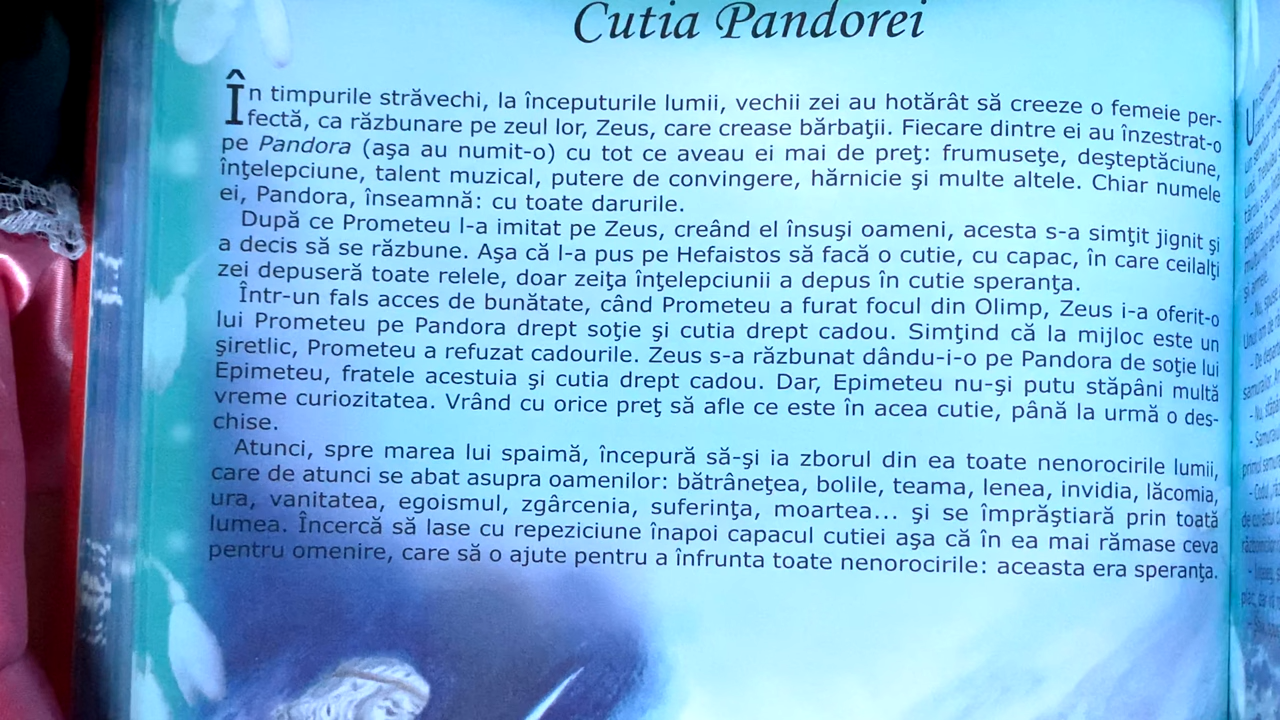 Cutia Pandorei
În timpurile străvechi, la începuturile lumii, vechii zei au hotărât să creeze o femeie per-
fectă, ca răzbunare pe zeul lor, Zeus, care crease bărbaţii. Fiecare dintre ei au înzestrat-o
pe Pandora (aşa au numit-o) cu tot ce aveau ei mai de preţ: frumuseţe, deşteptăciune,
înţelepciune, talent muzical, putere de convingere, hărnicie şi multe altele. Chiar numele
ei, Pandora, înseamnă: cu toate darurile.
După ce Prometeu l-a imitat pe Zeus, creând el însuşi oameni, acesta s-a simţit jignit şi
a decis să se răzbune. Aşa că l-a pus pe Hefaistos să facă o cutie, cu capac, în care ceilalţi
zei depuseră toate relele, doar zeiţa înţelepciunii a depus în cutie speranţa.
Într-un fals acces de bunătate, când Prometeu a furat focul din Olimp, Zeus i-a oferit-o
lui Prometeu pe Pandora drept soţie şi cutia drept cadou. Simţind că la mijloc este un
şiretlic, Prometeu a refuzat cadourile. Zeus s-a răzbunat dându-i-o pe Pandora de soţie lui
Epimeteu, fratele acestuia şi cutia drept cadou. Dar, Epimeteu nu-şi putu stăpâni multă
vreme curiozitatea. Vrând cu orice preţ să afle ce este în acea cutie, până la urmă o des-
chise.
Atunci, spre marea lui spaimă, începură să-şi ia zborul din ea toate nenorocirile lumii,
care de atunci se abat asupra oamenilor: bătrâneţea, bolile, teama, lenea, invidia, lăcomia,
ura, vanitatea, egoismul, zgârcenia, suferinţa, moartea... şi se împrăştiară prin toată
lumea. Încercă să lase cu repeziciune înapoi capacul cutiei aşa că în ea mai rămase ceva
pentru omenire, care să o ajute pentru a înfrunta toate nenorocirile: aceasta era speranţa.